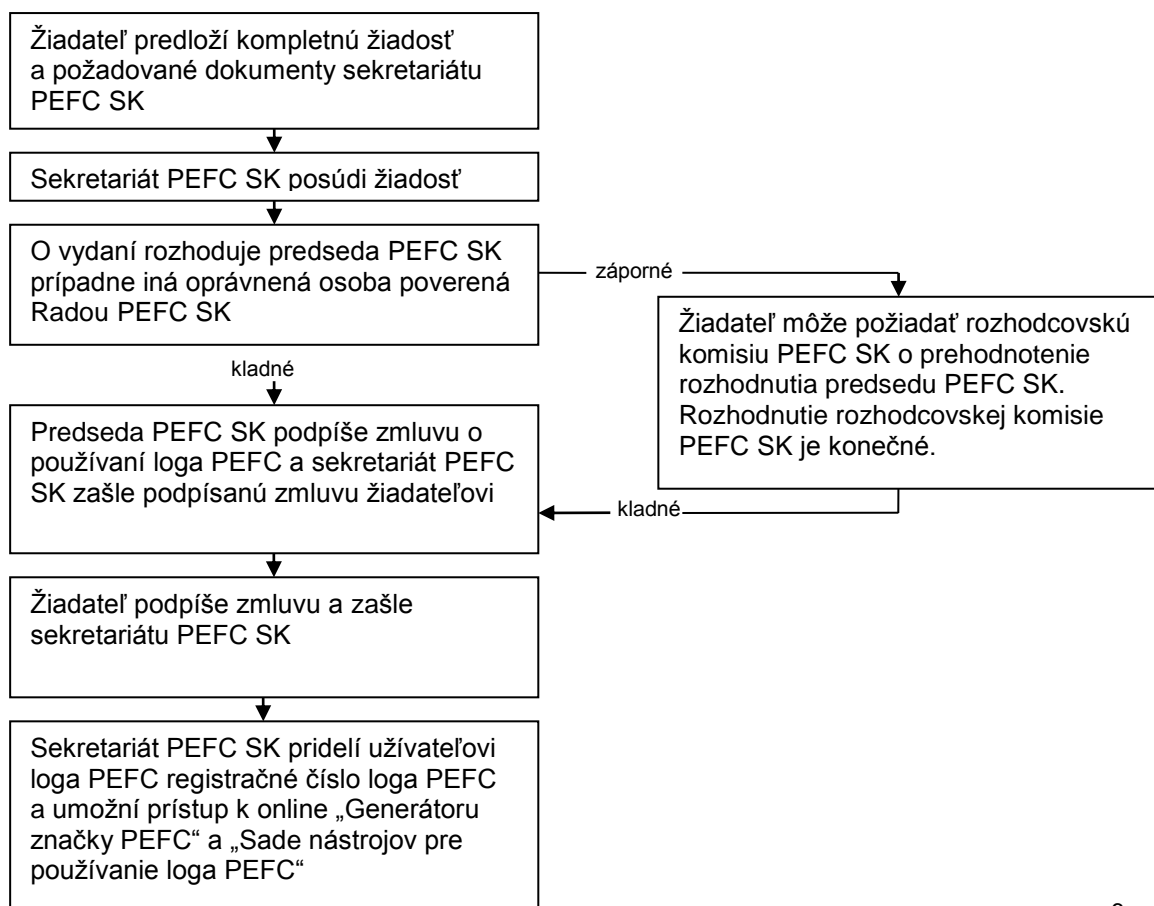 Žiadateľ predloží kompletnú žiadosť
a požadované dokumenty sekretariátu
PEFC SK
Sekretariát PEFC SK posúdi žiadosť
O vydaní rozhoduje predseda PEFC SK
prípadne iná oprávnená osoba poverená
Radou PEFC SK
záporné
Žiadateľ môže požiadať rozhodcovskú
komisiu PEFC SK o prehodnotenie
rozhodnutia predsedu PEFC SK.
Rozhodnutie rozhodcovskej komisie
PEFC SK je konečné.
kladné
Predseda PEFC SK podpíše zmluvu o
používaní loga PEFC a sekretariát PEFC
SK zašle podpísanú zmluvu žiadateľovi
kladné
Žiadateľ podpíše zmluvu a zašle
sekretariátu PEFC SK
Sekretariát PEFC SK pridelí užívateľovi
loga PEFC registračné číslo loga PEFC
a umožní prístup k online „Generátoru
značky PEFC“ a „Sade nástrojov pre
používanie loga PEFC“